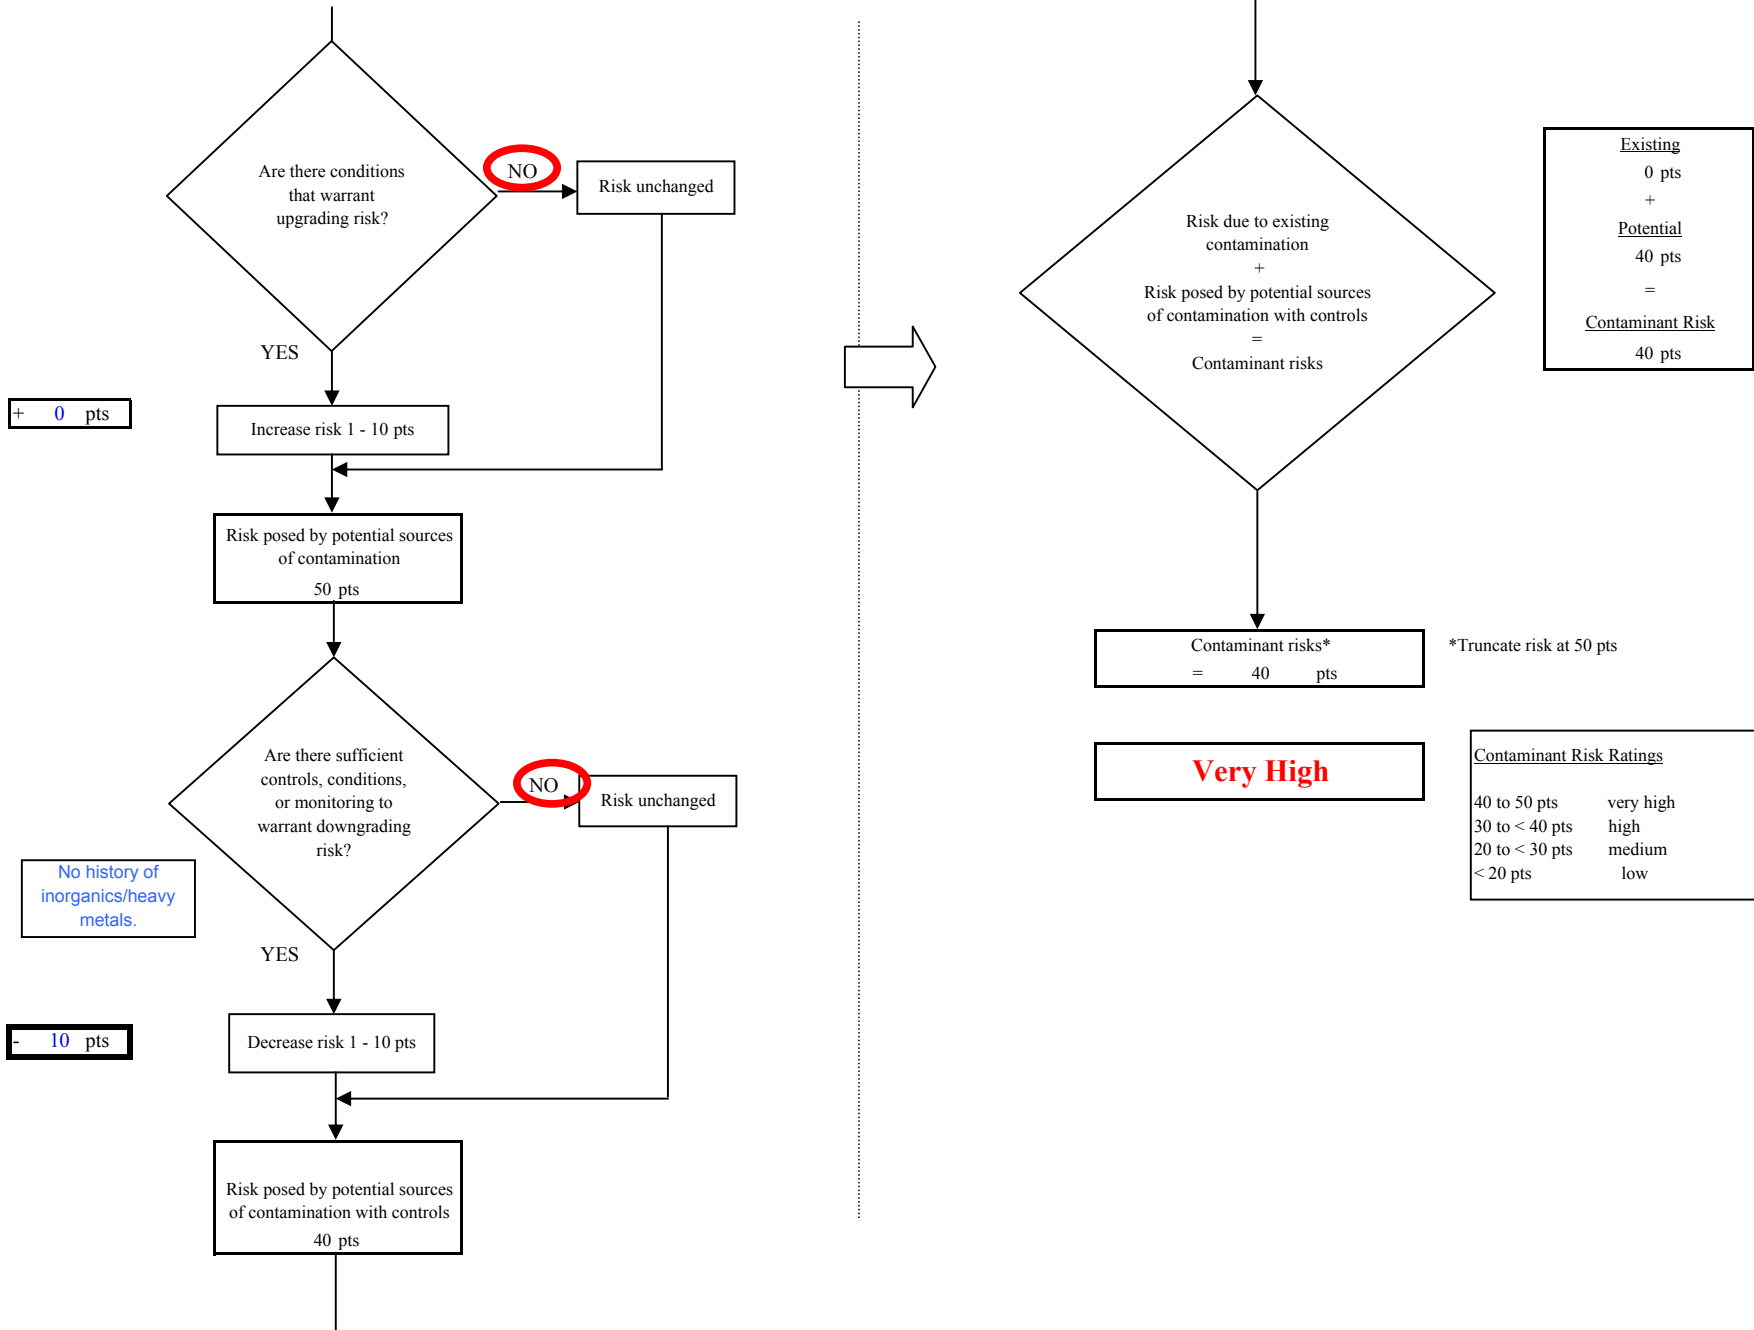 Are there conditions
that warrant
upgrading risk?
NO
Risk unchanged
YES
+ 0 pts
Increase risk 1 - 10 pts
Risk posed by potential sources
of contamination
50 pts
Are there sufficient
controls, conditions,
or monitoring to
warrant downgrading
risk?
NO
Risk unchanged
No history of
inorganics/heavy
metals.
YES
- 10 pts
Decrease risk 1 - 10 pts
Risk posed by potential sources
of contamination with controls
40 pts
Risk due to existing
contamination
+
Risk posed by potential sources
of contamination with controls
=
Contaminant risks
Existing
0 pts
+
Potential
40 pts
=
Contaminant Risk
40 pts
Contaminant risks*
= 40 pts
*Truncate risk at 50 pts
Very High
Contaminant Risk Ratings
40 to 50 pts very high
30 to < 40 pts high
20 to < 30 pts medium
< 20 pts low